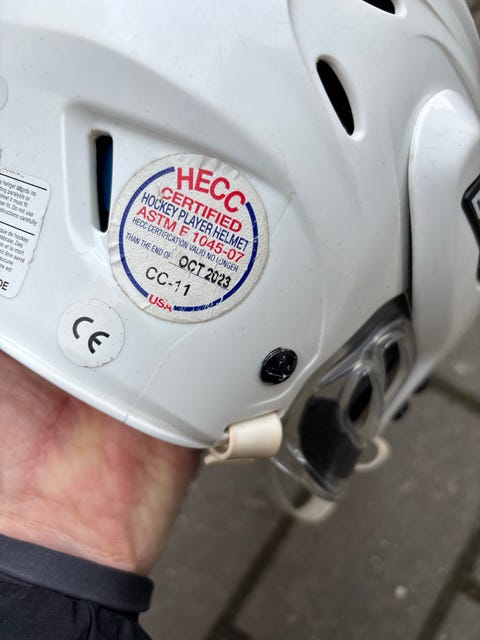 HECC
CERTIFIED
HOCKEY PLAYER HELMET
ASTM F 1045-07
HECC CERTIFICATION VALID NO LONGER
THAN THE END OF OCT 2023
CC-11
USA
CE